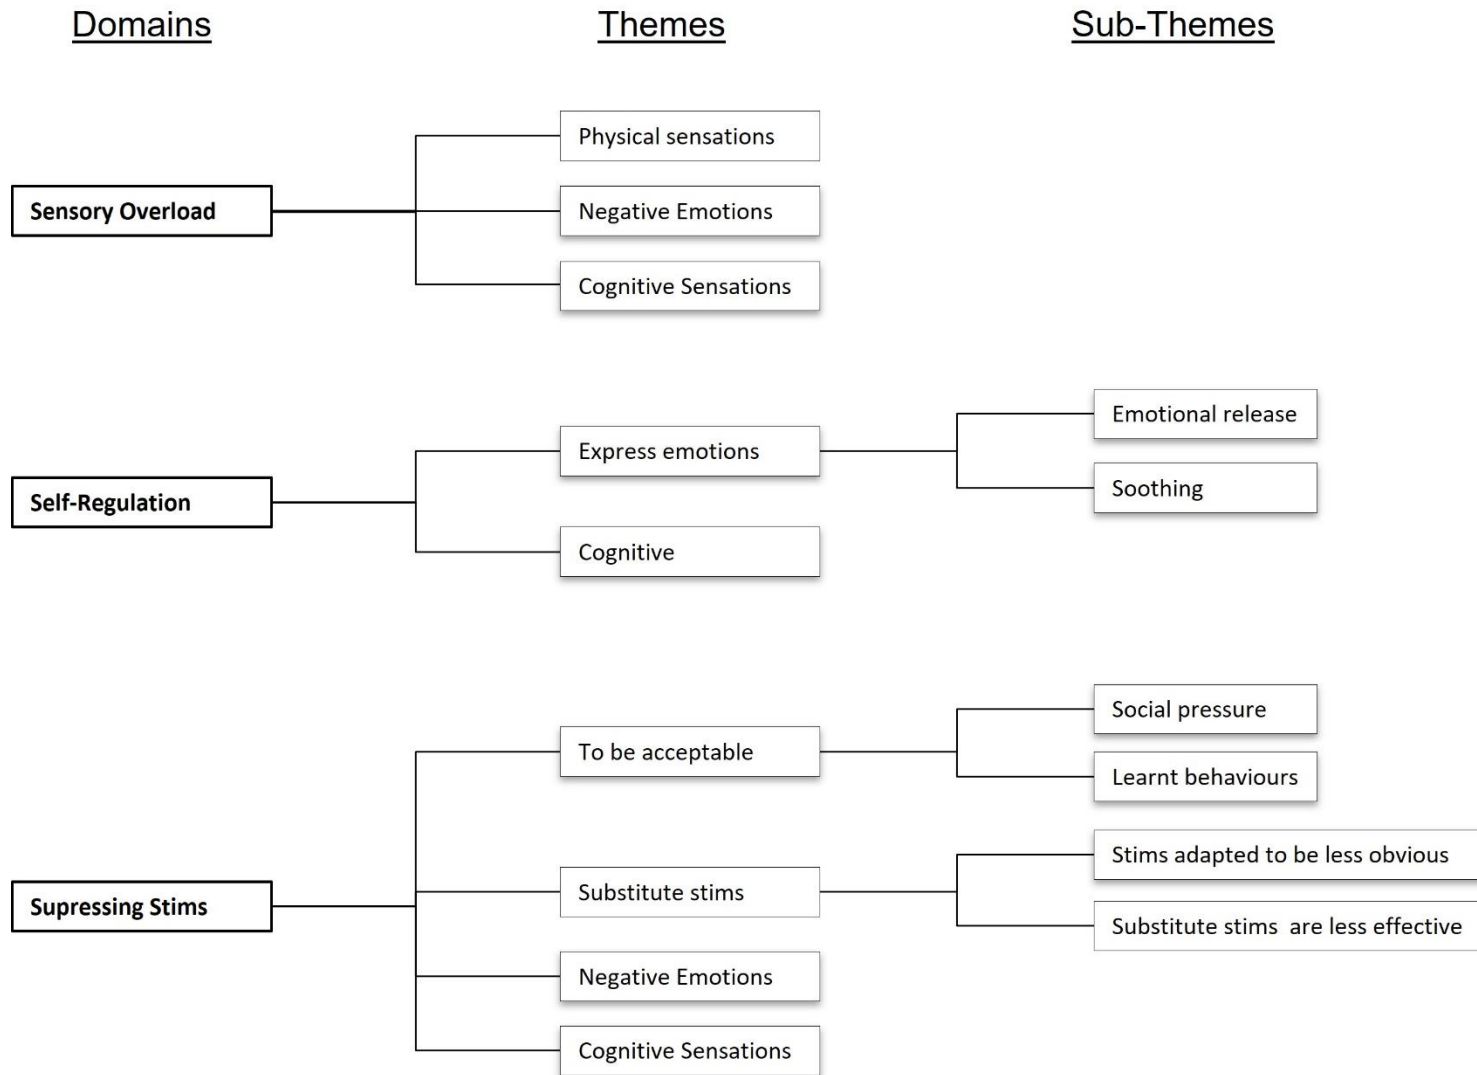 Domains
Themes
Sub-Themes
Physical sensations
Sensory Overload
Negative Emotions
Cognitive Sensations
Emotional release
Express emotions
Soothing
Self-Regulation
Cognitive
Social pressure
To be acceptable
Learnt behaviours
Stims adapted to be less obvious
Substitute stims
Supressing Stims
Substitute stims  are less effective
Negative Emotions
Cognitive Sensations